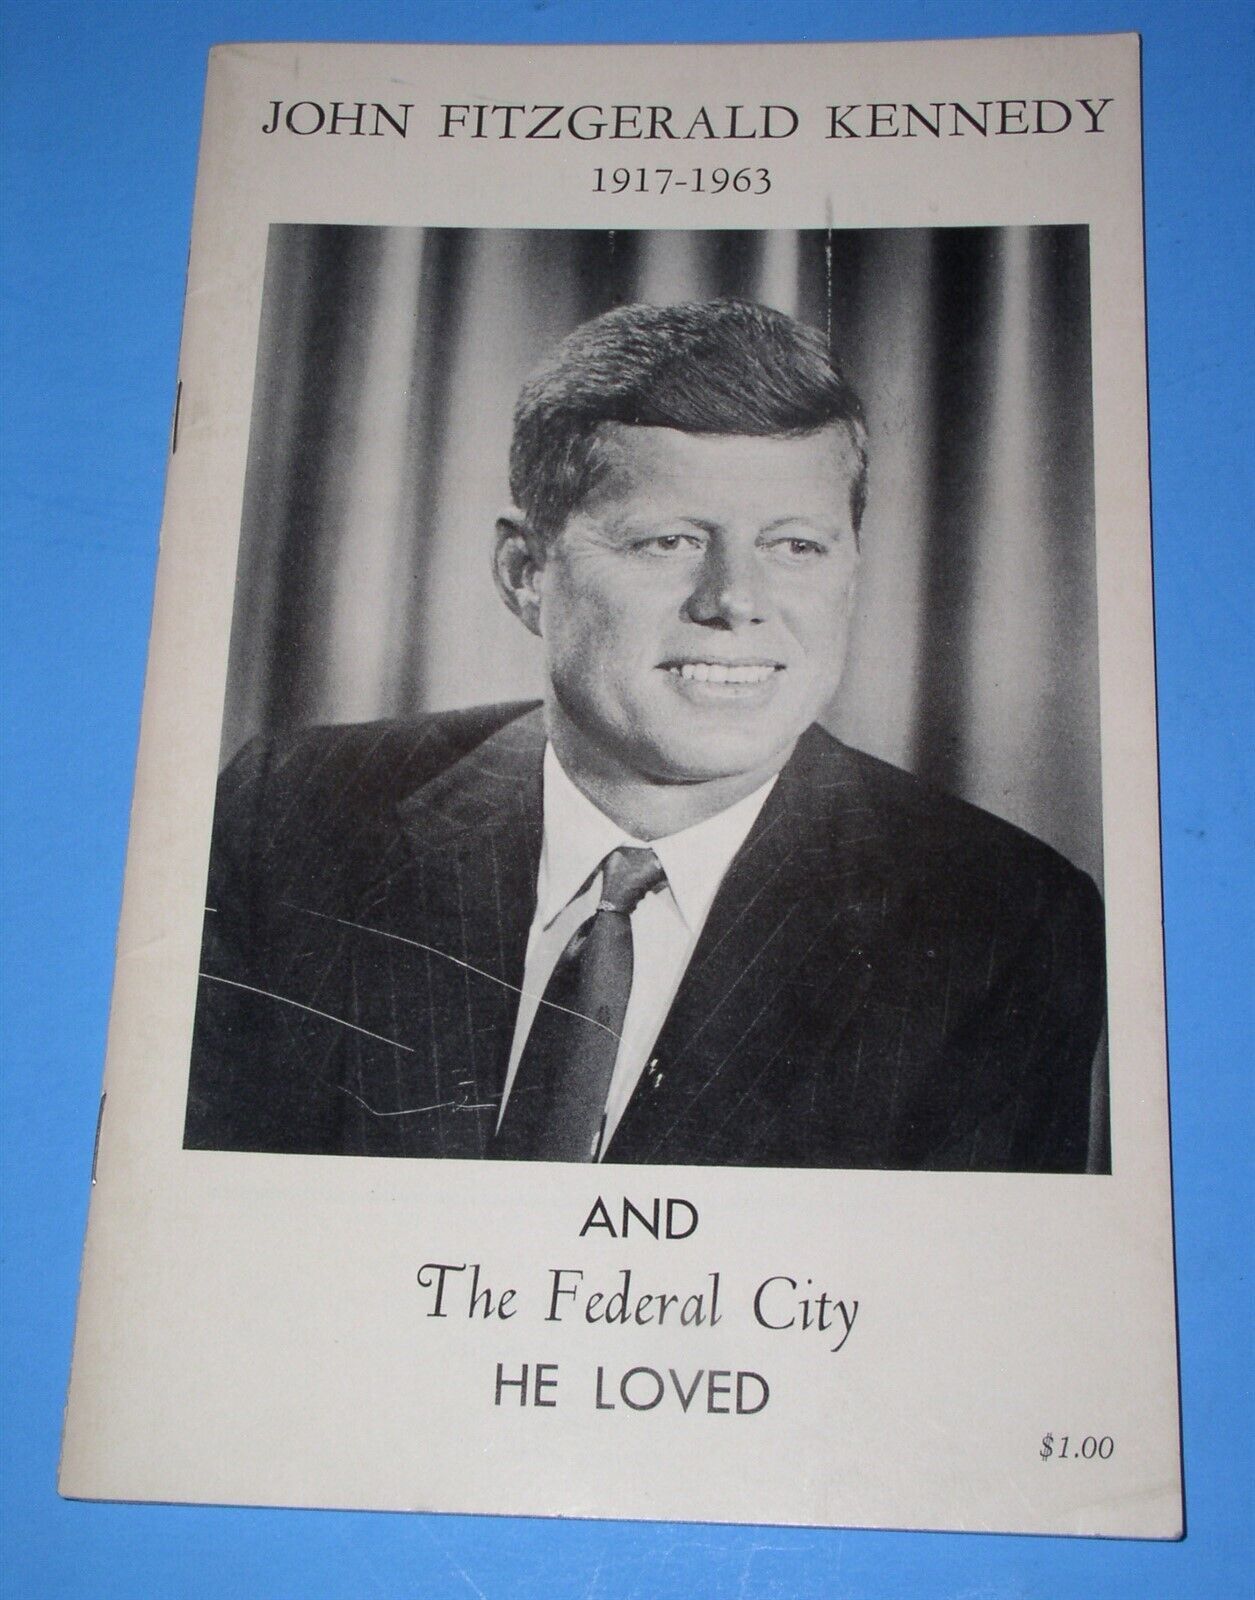 JOHN FITZGERALD KENNEDY
1917-1963
AND
The Federal City
HE LOVED
$1.00